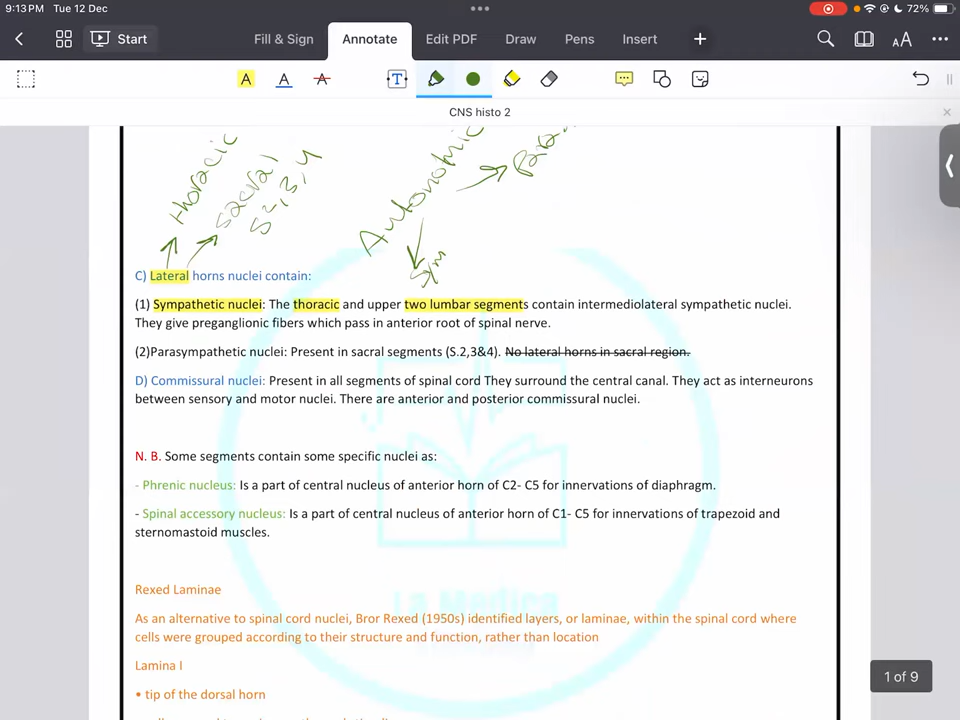 9:13 PM Tue 12 Dec
72%
Start
Fill & Sign
Annotate
Edit PDF
Draw
Pens
Insert
AA
A A A T
CNS histo 2
thoracic
sacral
S2,3,4
Autonomic
Sym
C) Lateral horns nuclei contain:
(1) Sympathetic nuclei: The thoracic and upper two lumbar segments contain intermediolateral sympathetic nuclei.
They give preganglionic fibers which pass in anterior root of spinal nerve.
(2)Parasympathetic nuclei: Present in sacral segments (S.2,3&4). No lateral horns in sacral region.
D) Commissural nuclei: Present in all segments of spinal cord They surround the central canal. They act as interneurons
between sensory and motor nuclei. There are anterior and posterior commissural nuclei.
N. B. Some segments contain some specific nuclei as:
- Phrenic nucleus: Is a part of central nucleus of anterior horn of C2- C5 for innervations of diaphragm.
- Spinal accessory nucleus: Is a part of central nucleus of anterior horn of C1- C5 for innervations of trapezoid and
sternomastoid muscles.
Rexed Laminae
La Medica
As an alternative to spinal cord nuclei, Bror Rexed (1950s) identified layers, or laminae, within the spinal cord where
cells were grouped according to their structure and function, rather than location
Lamina I
• tip of the dorsal horn
1 of 9